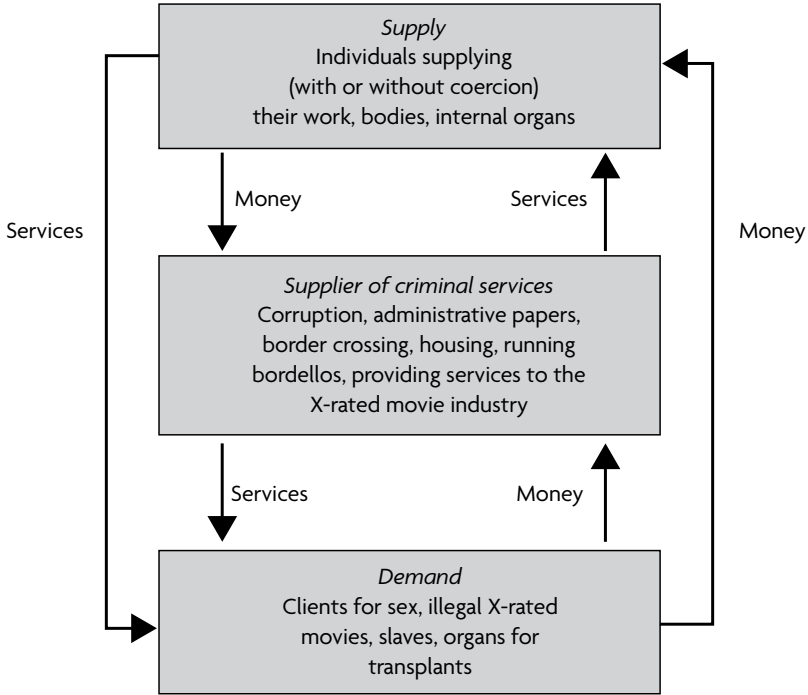 Supply
Individuals supplying
(with or without coercion)
their work, bodies, internal organs
Money
Services
Services
Money
Supplier of criminal services
Corruption, administrative papers,
border crossing, housing, running
bordellos, providing services to the
X-rated movie industry
Services
Money
Demand
Clients for sex, illegal X-rated
movies, slaves, organs for
transplants